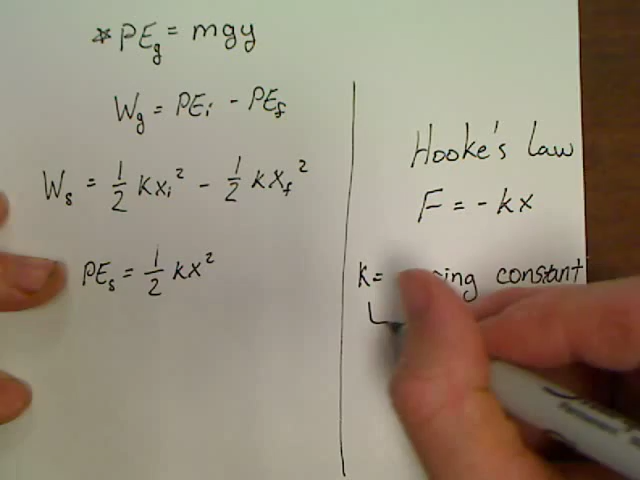 * PEg = mgy
Wg = PEi - PEf
Ws = 1/2 kxi² - 1/2 kxf²
PEs = 1/2 kx²
Hooke's law
F = -kx
k= constant